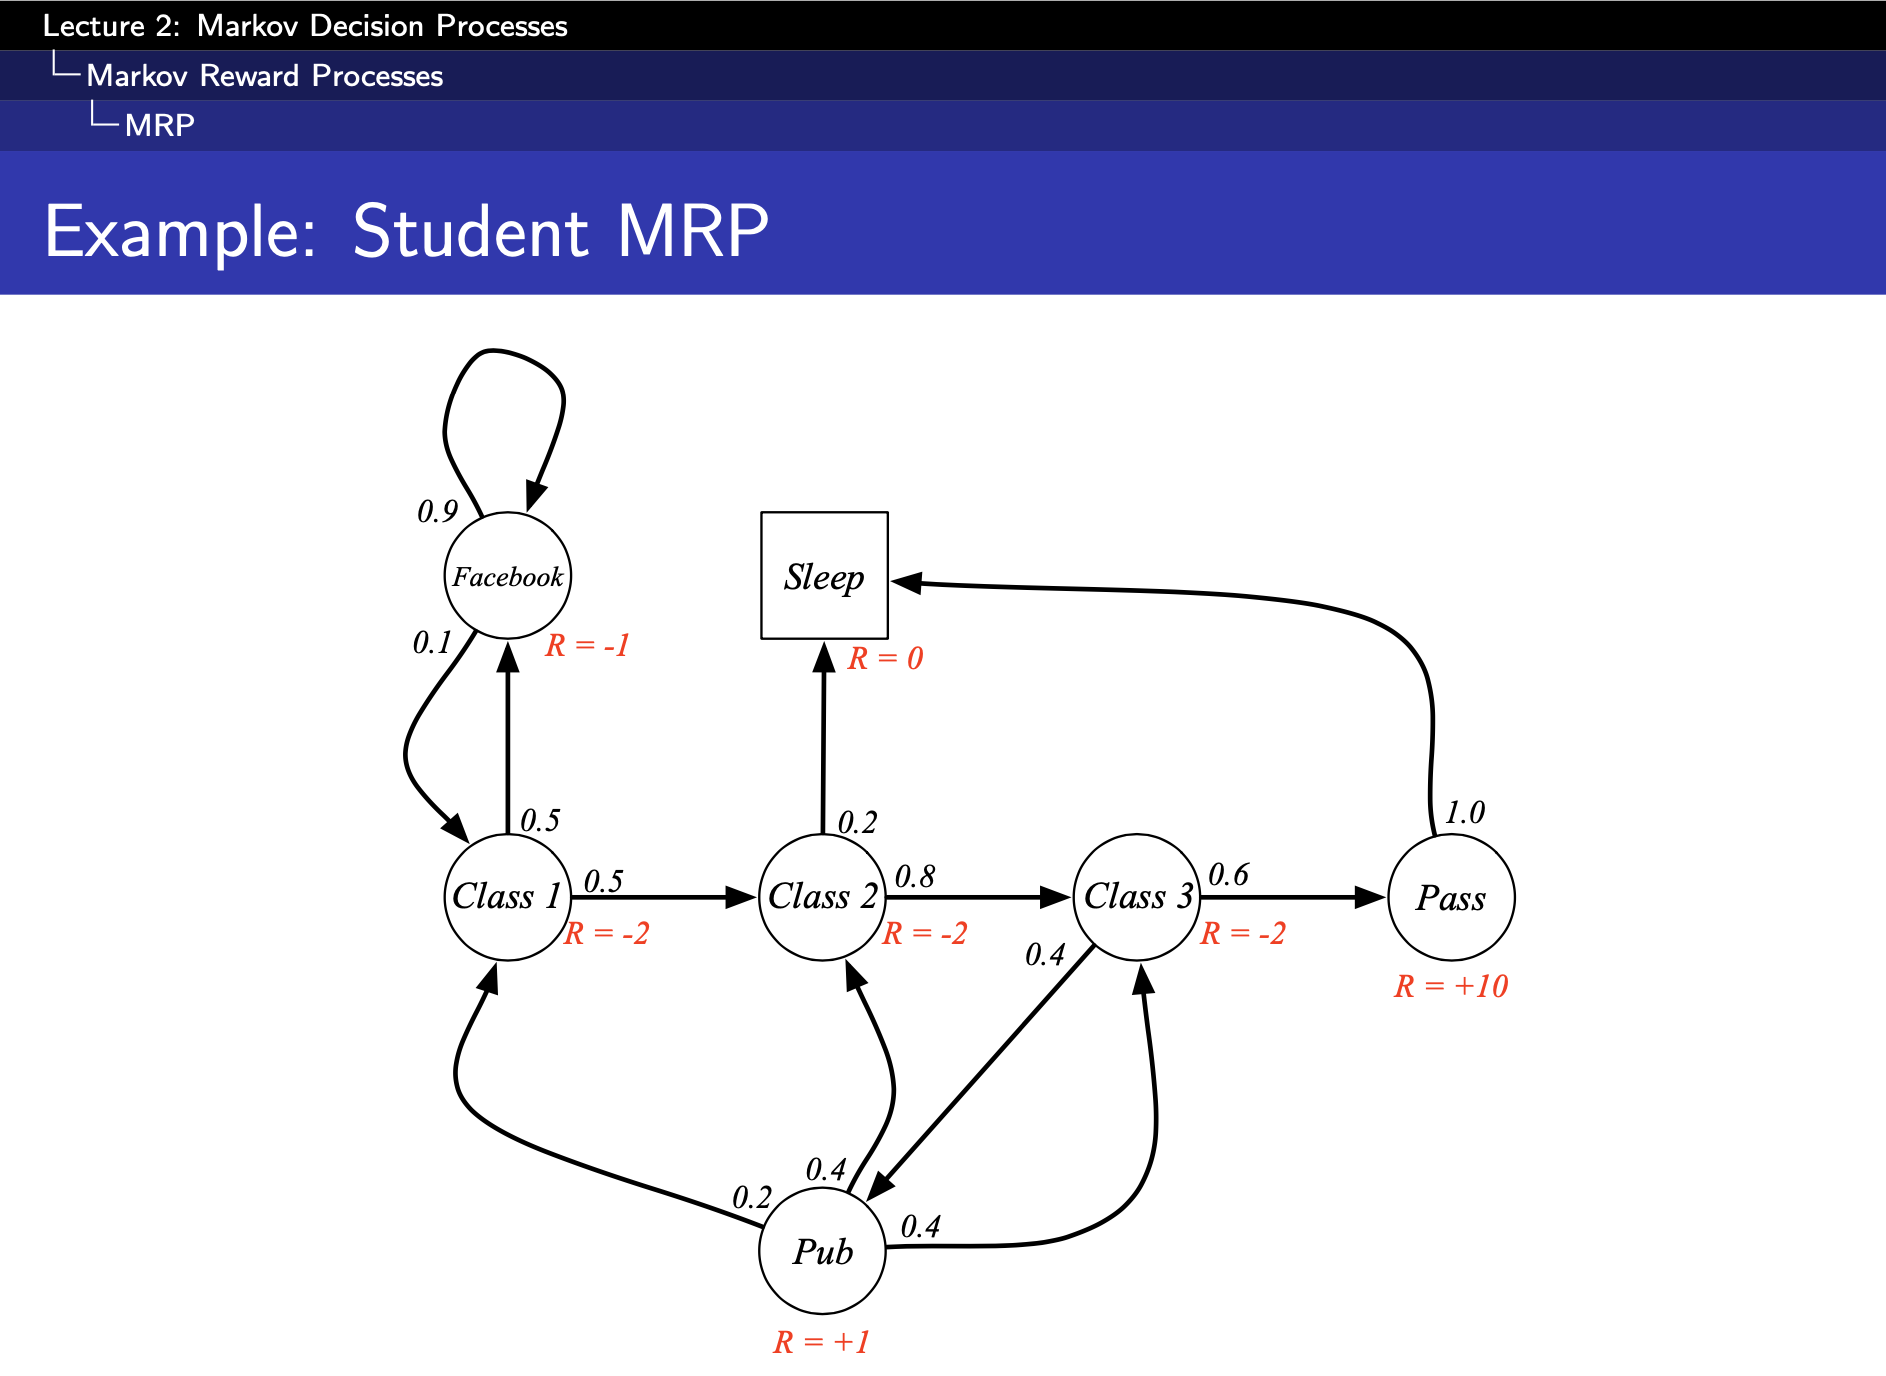 Lecture 2: Markov Decision Processes
Markov Reward Processes
MRP
Example: Student MRP
0.9
Facebook
Sleep
0.1
R = -1
R = 0
0.5
0.2
1.0
Class 1
0.5
Class 2
0.8
Class 3
0.6
Pass
R = -2
R = -2
R = -2
0.4
R = +10
0.4
0.2
0.4
Pub
R = +1